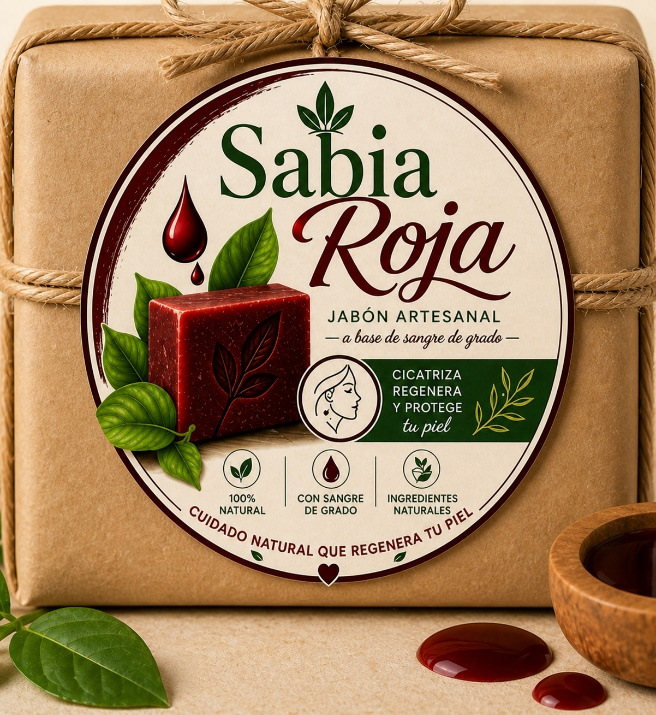 Sabia
Roja
JABÓN ARTESANAL
— a base de sangre de grado —
CICATRIZA
REGENERA
Y PROTEGE
tu piel
100%
NATURAL
CON SANGRE
DE GRADO
INGREDIENTES
NATURALES
CUIDADO NATURAL QUE REGENERA TU PIEL